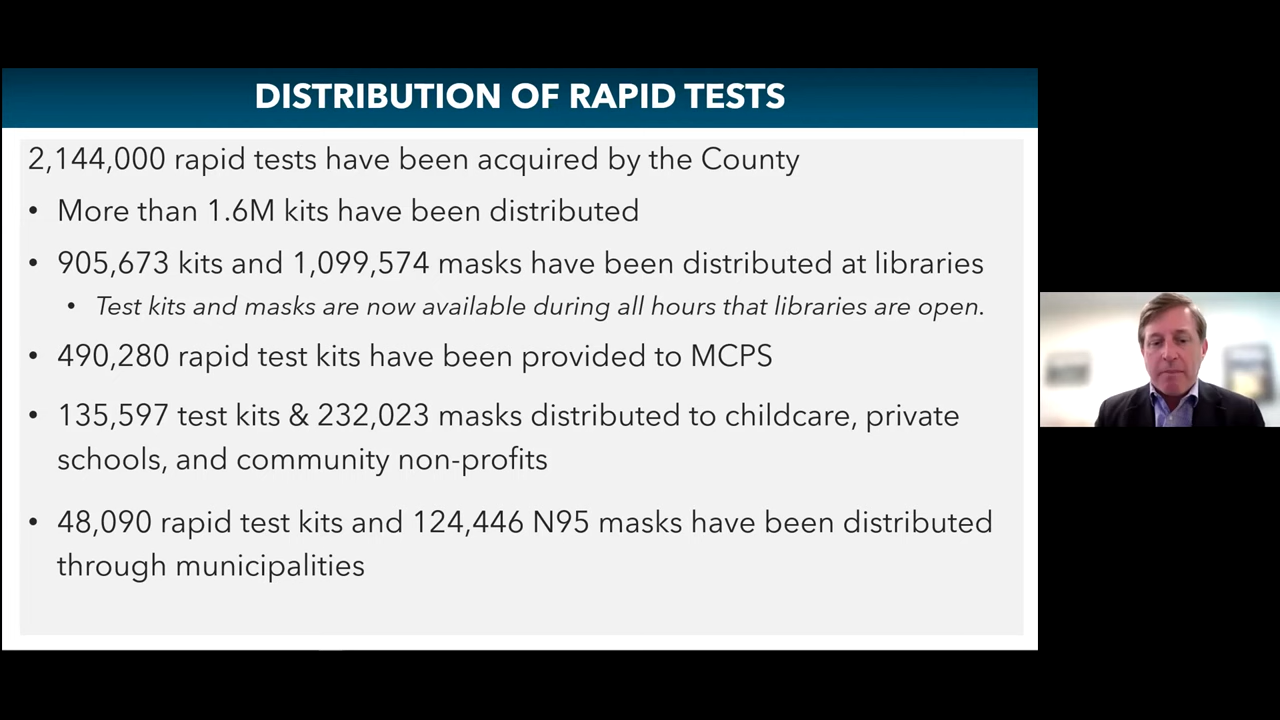 DISTRIBUTION OF RAPID TESTS
2,144,000 rapid tests have been acquired by the County
• More than 1.6M kits have been distributed
• 905,673 kits and 1,099,574 masks have been distributed at libraries
• Test kits and masks are now available during all hours that libraries are open.
• 490,280 rapid test kits have been provided to MCPS
• 135,597 test kits & 232,023 masks distributed to childcare, private
schools, and community non-profits
• 48,090 rapid test kits and 124,446 N95 masks have been distributed
through municipalities